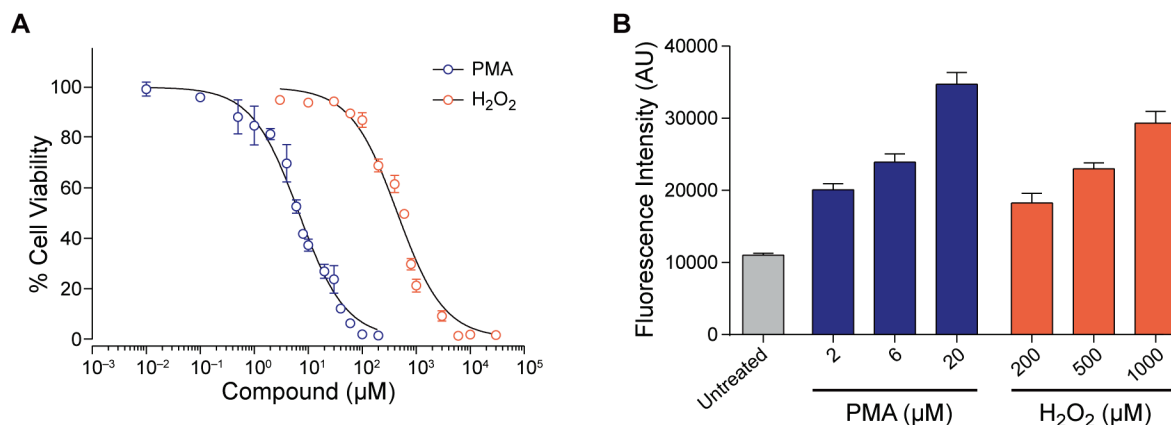 A
% Cell Viability
100
80
60
40
20
0
PMA
H₂O₂
10⁻³ 10⁻² 10⁻¹ 10⁰ 10¹ 10² 10³ 10⁴ 10⁵
Compound (µM)
B
Fluorescence Intensity (AU)
40000
30000
20000
10000
0
Untreated 2 6 20 200 500 1000
PMA (µM) H₂O₂ (µM)